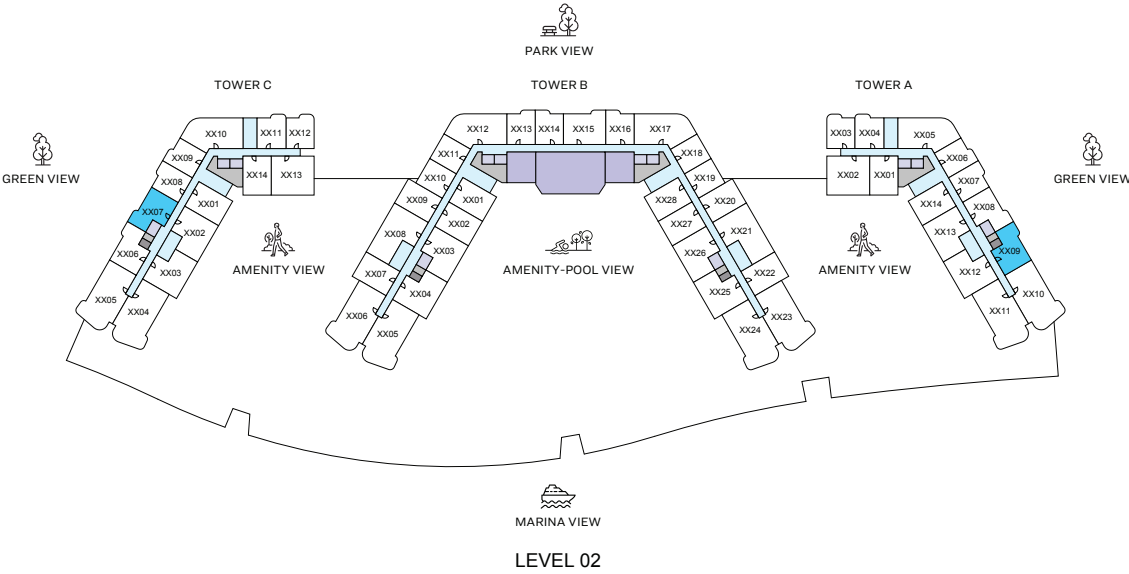 PARK VIEW
TOWER C
TOWER B
TOWER A
GREEN VIEW
GREEN VIEW
XX10
XX11
XX12
XX09
XX14
XX13
XX08
XX07
XX01
XX02
XX06
XX03
XX05
XX04
AMENITY VIEW
XX12
XX13
XX14
XX15
XX16
XX17
XX11
XX18
XX10
XX19
XX09
XX01
XX28
XX20
XX08
XX02
XX27
XX21
XX07
XX03
XX26
XX22
XX04
XX25
XX06
XX05
XX24
XX23
AMENITY-POOL VIEW
XX03
XX04
XX05
XX02
XX01
XX06
XX07
XX14
XX08
XX13
XX09
XX12
XX10
XX11
AMENITY VIEW
MARINA VIEW
LEVEL 02